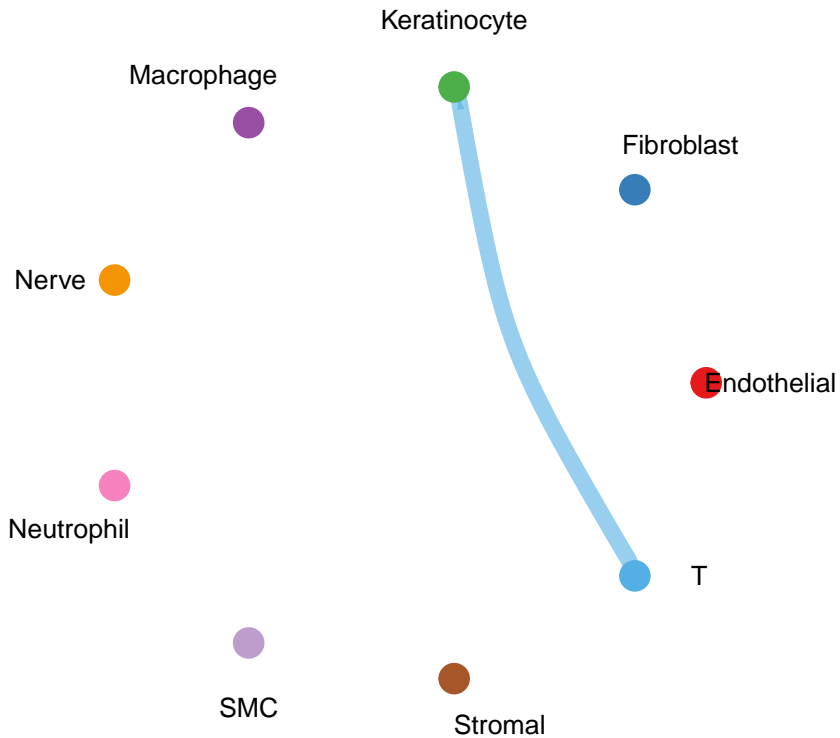 Keratinocyte
Macrophage
Fibroblast
Nerve
Endothelial
Neutrophil
T
SMC
Stromal